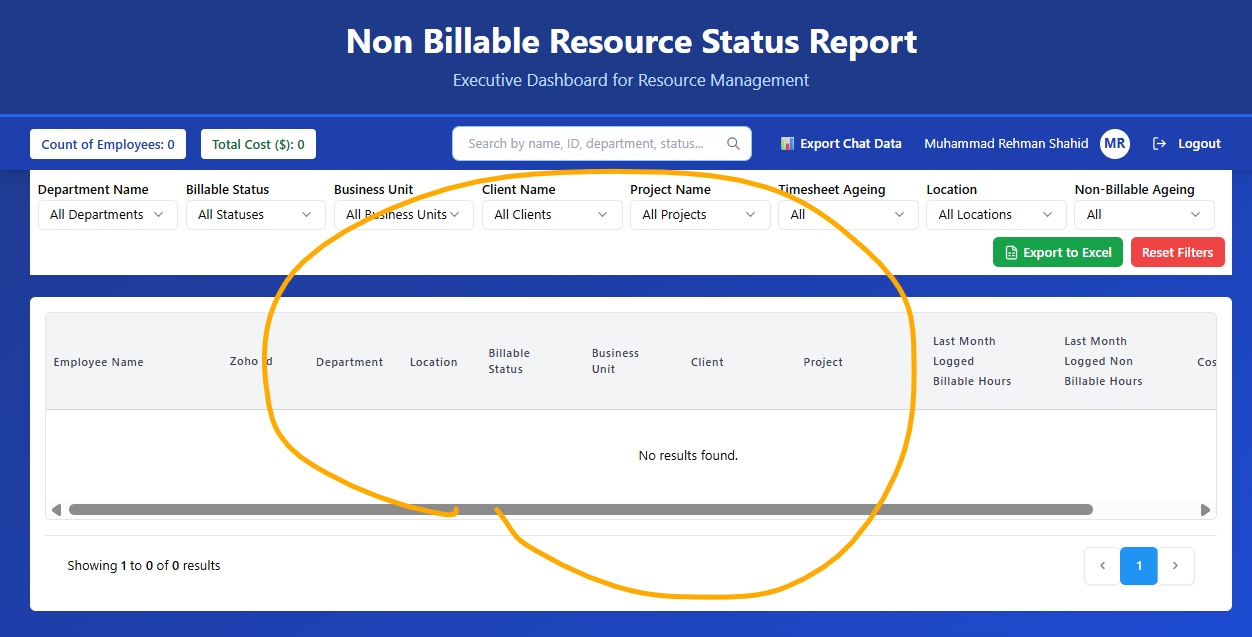 Non Billable Resource Status Report
Executive Dashboard for Resource Management
Count of Employees: 0
Total Cost ($): 0
Search by name, ID, department, status...
Export Chat Data
Muhammad Rehman Shahid
MR
Logout
Department Name
Billable Status
Business Unit
Client Name
Project Name
Timesheet Ageing
Location
Non-Billable Ageing
All Departments
All Statuses
All Business Units
All Clients
All Projects
All
All Locations
All
Export to Excel
Reset Filters
Employee Name
Zoho Id
Department
Location
Billable
Status
Business
Unit
Client
Project
Last Month
Logged
Billable Hours
Last Month
Logged Non
Billable Hours
Cos
No results found.
Showing 1 to 0 of 0 results
1